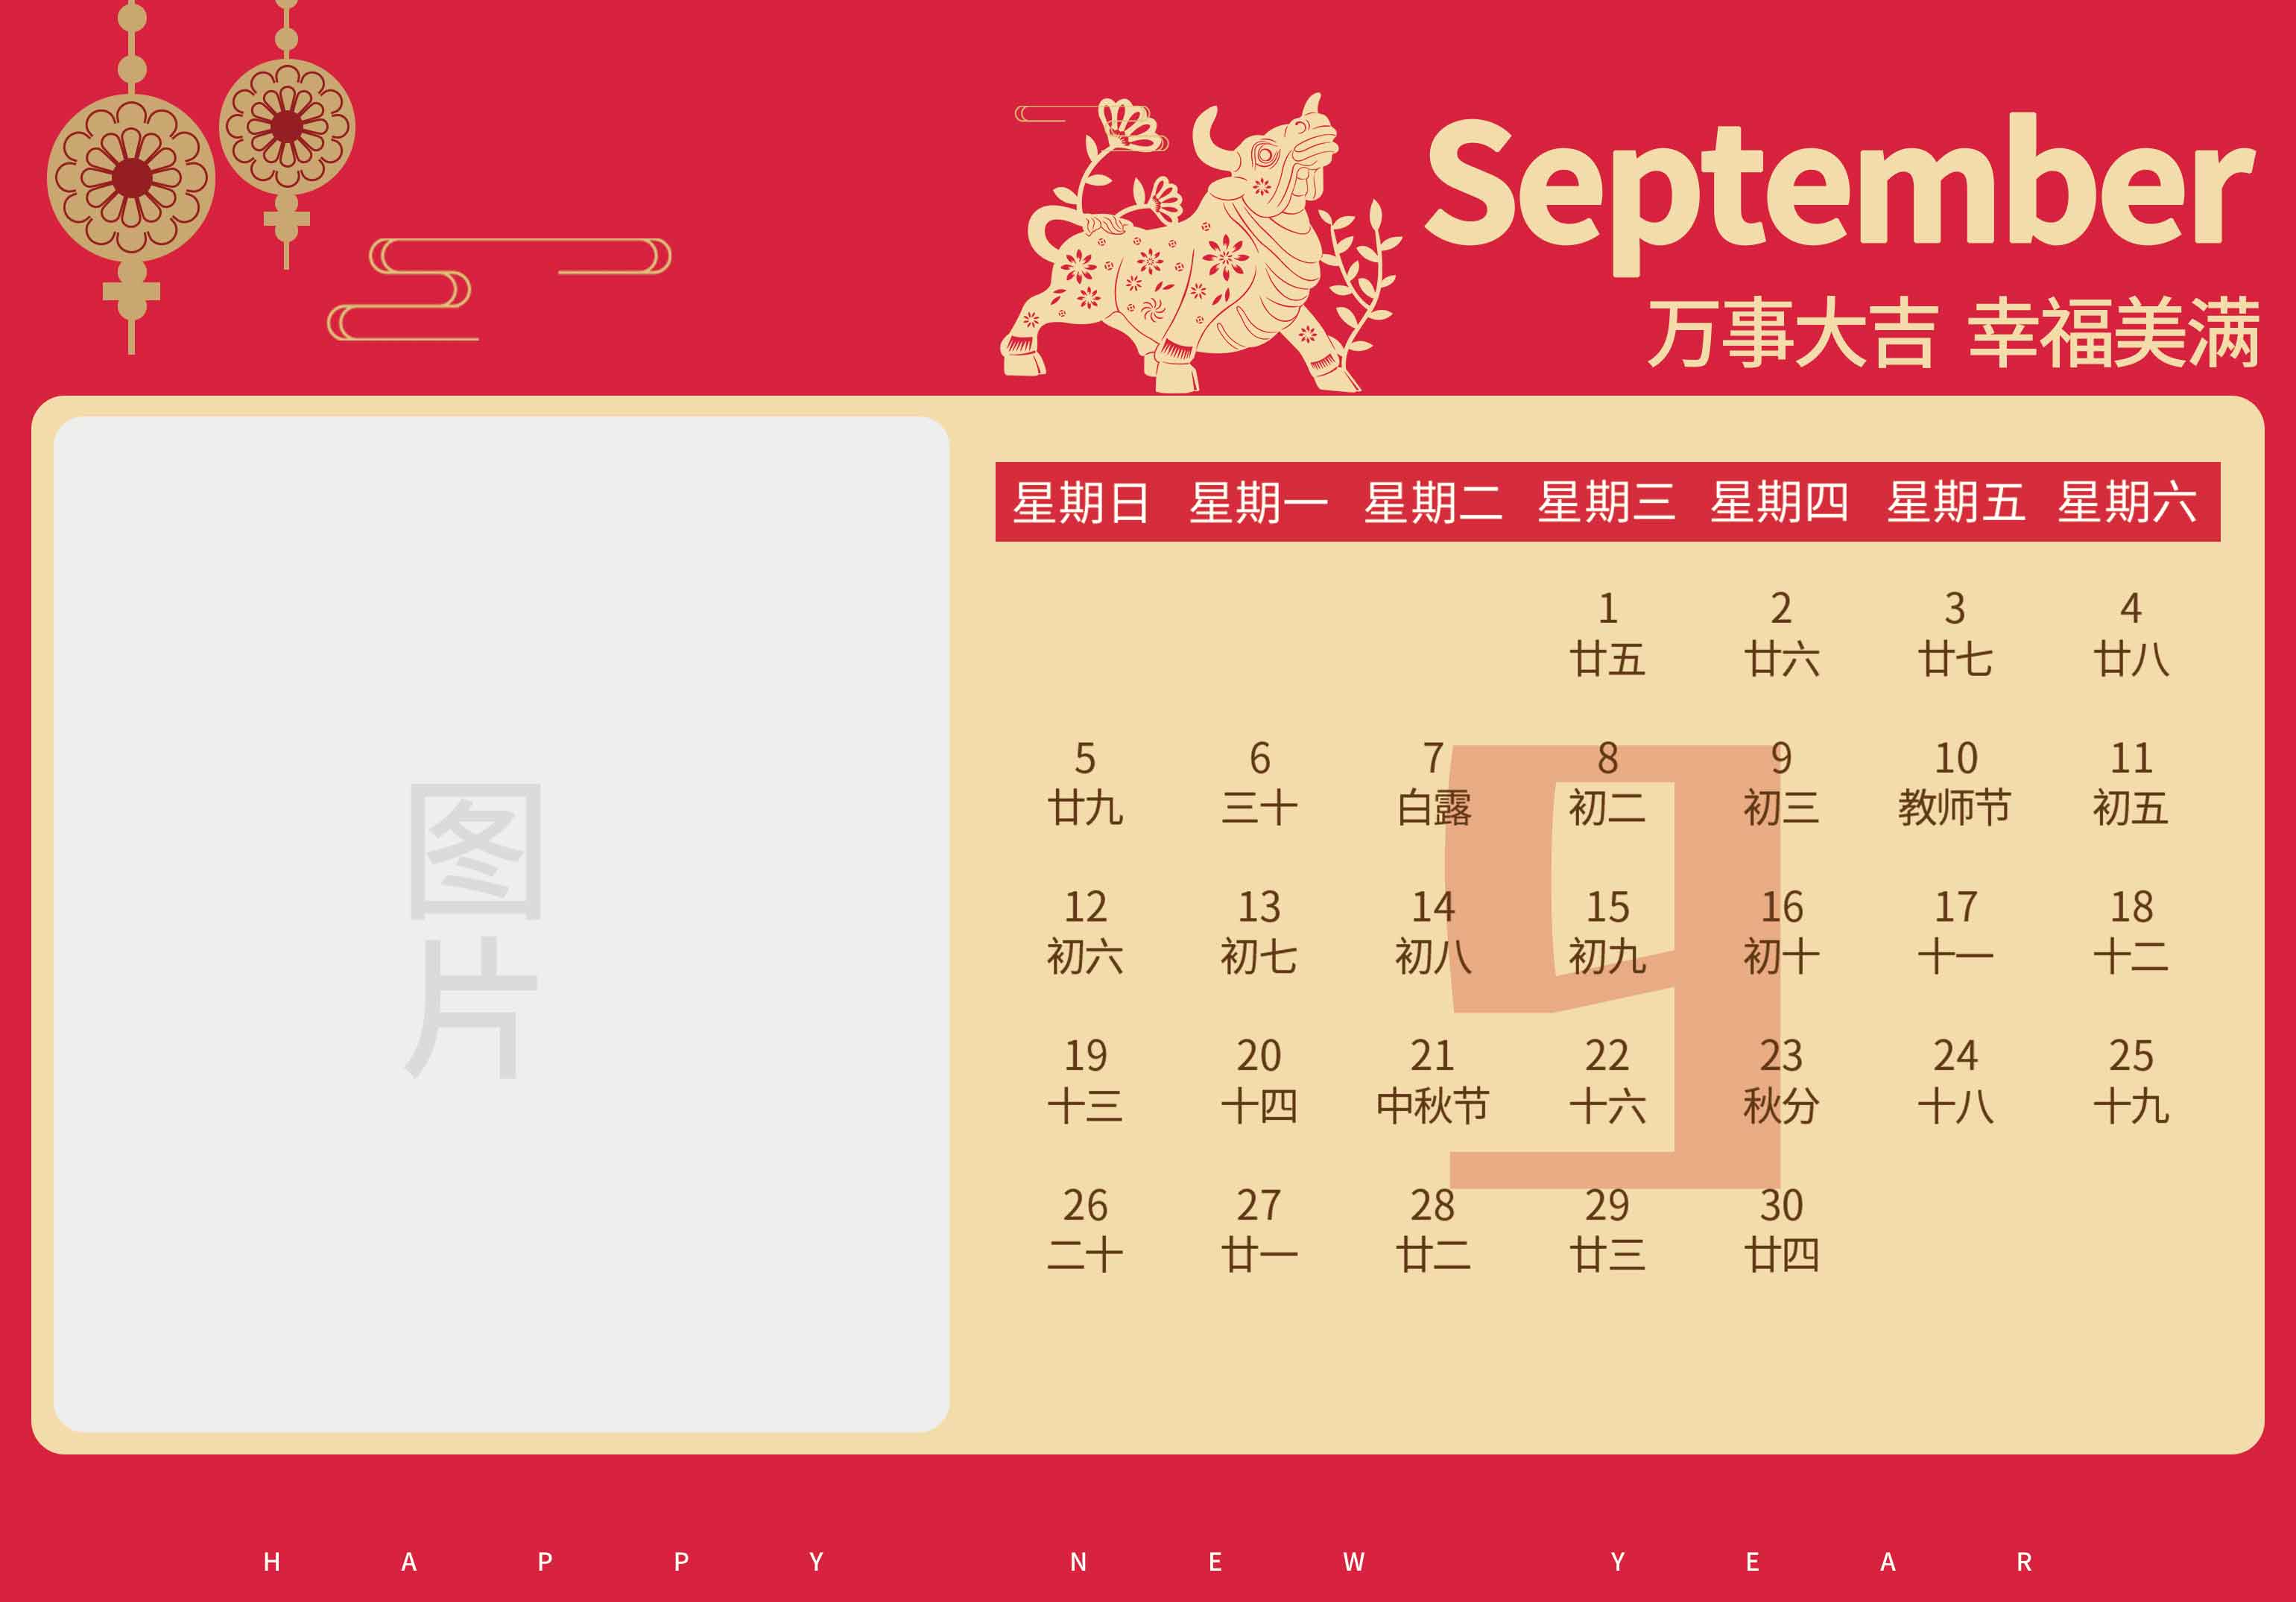 September
万事大吉 幸福美满
图
片
星期日 星期一 星期二 星期三 星期四 星期五 星期六
1 2 3 4
廿五 廿六 廿七 廿八
5 6 7 8 9 10 11
廿九 三十 白露 初二 初三 教师节 初五
12 13 14 15 16 17 18
初六 初七 初八 初九 初十 十一 十二
19 20 21 22 23 24 25
十三 十四 中秋节 十六 秋分 十八 十九
26 27 28 29 30
二十 廿一 廿二 廿三 廿四
9
HAPPY NEW YEAR